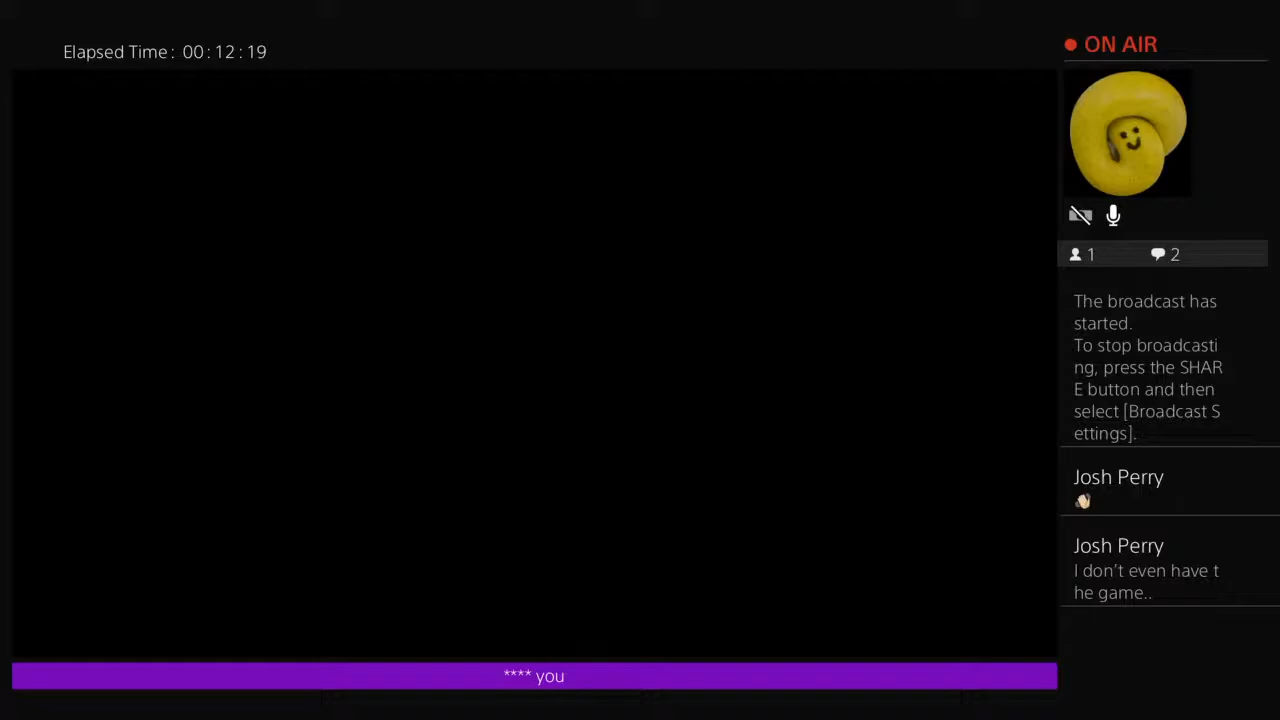 Elapsed Time: 00:12:19
ON AIR
1 2
The broadcast has
started.
To stop broadcasti
ng, press the SHAR
E button and then
select [Broadcast S
ettings].
Josh Perry
👋🏻
Josh Perry
I don't even have t
he game..
**** you